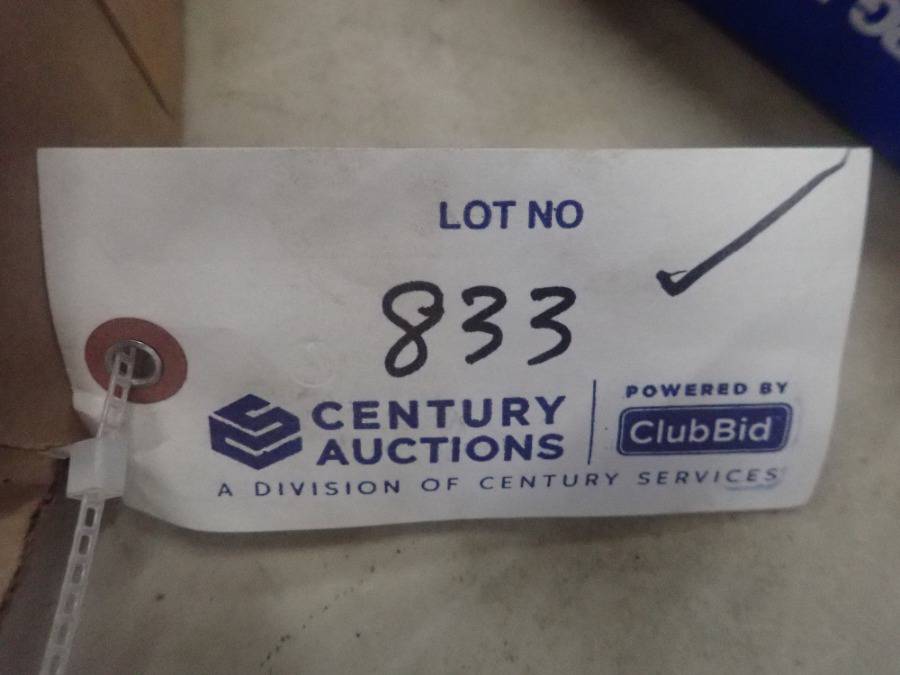 LOT NO
833
CENTURY
AUCTIONS
POWERED BY
ClubBid
A DIVISION OF CENTURY SERVICES